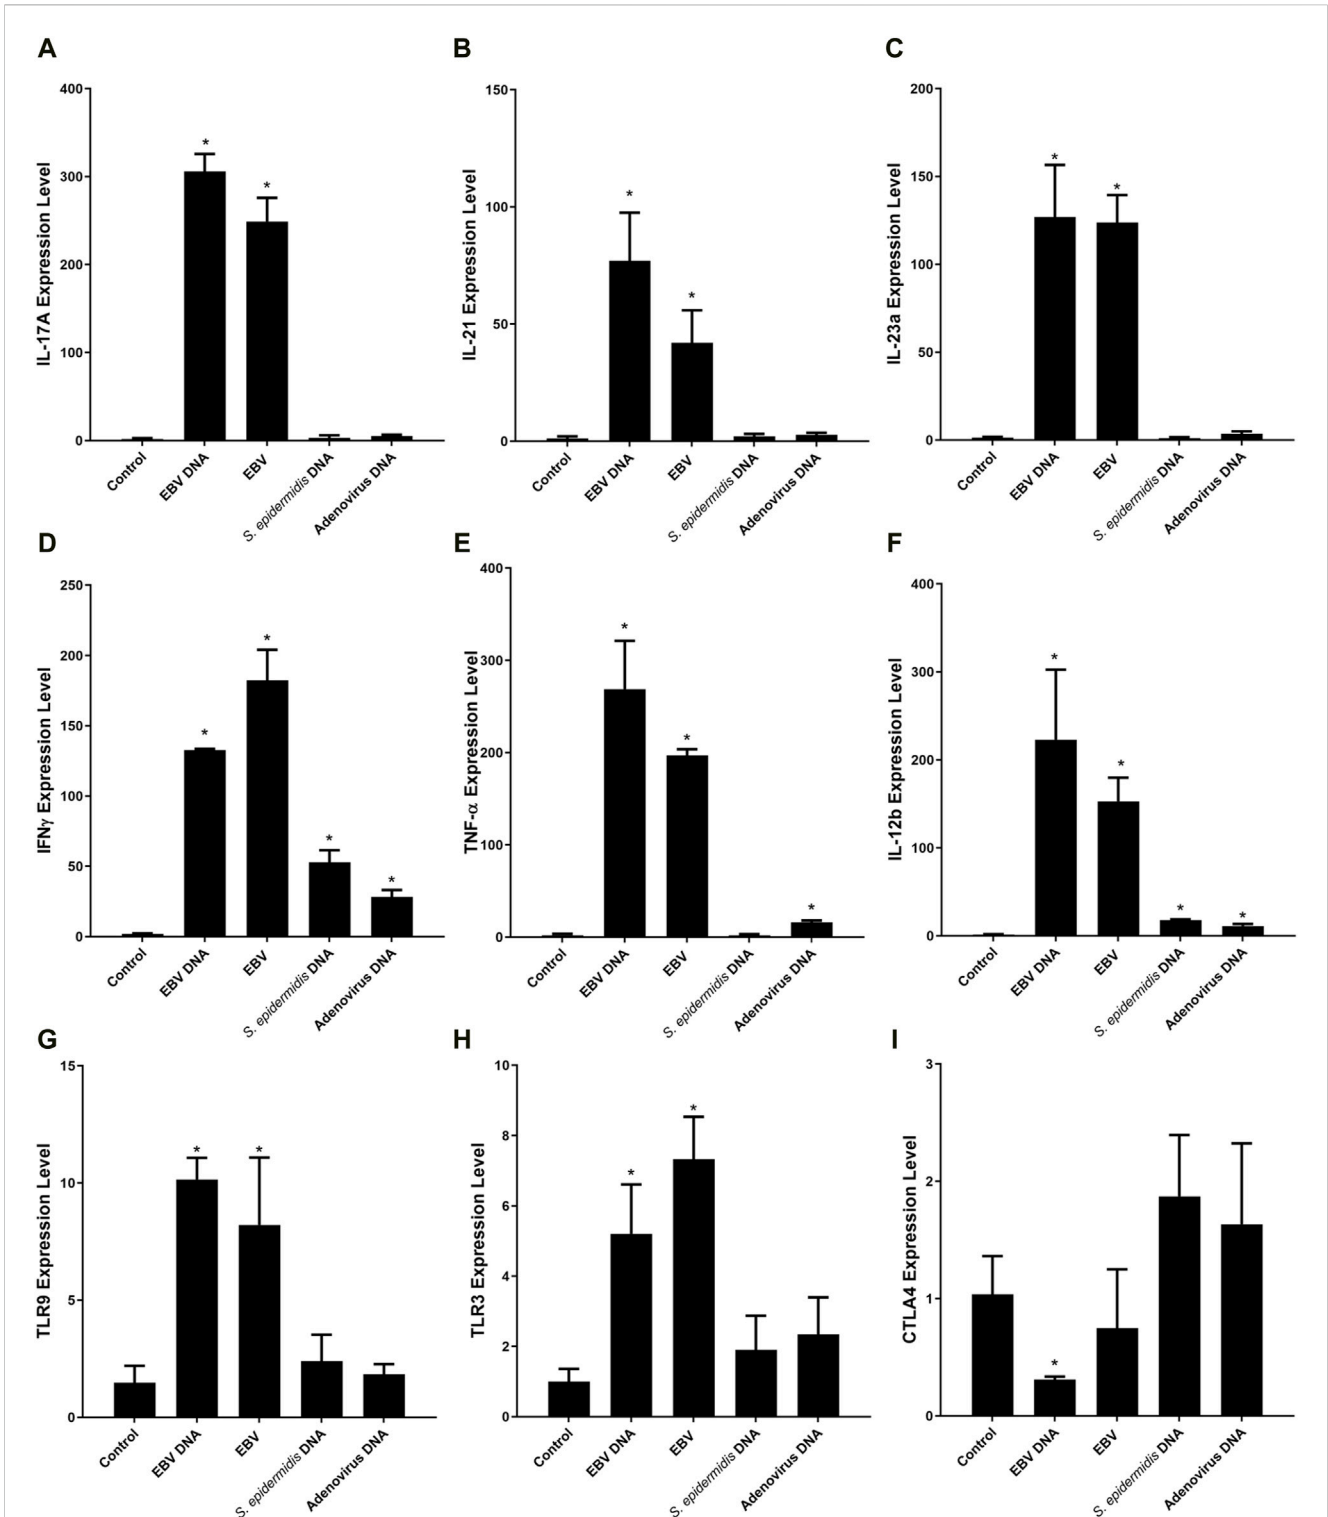 A
IL-17A Expression Level
400
300
200
100
0
*
*
Control
EBV DNA
EBV
S. epidermidis DNA
Adenovirus DNA
B
IL-21 Expression Level
150
100
50
0
*
*
Control
EBV DNA
EBV
S. epidermidis DNA
Adenovirus DNA
C
IL-23a Expression Level
200
150
100
50
0
*
*
Control
EBV DNA
EBV
S. epidermidis DNA
Adenovirus DNA
D
IFNγ Expression Level
250
200
150
100
50
0
*
*
*
*
Control
EBV DNA
EBV
S. epidermidis DNA
Adenovirus DNA
E
TNF-α Expression Level
400
300
200
100
0
*
*
*
Control
EBV DNA
EBV
S. epidermidis DNA
Adenovirus DNA
F
IL-12b Expression Level
400
300
200
100
0
*
*
*
*
Control
EBV DNA
EBV
S. epidermidis DNA
Adenovirus DNA
G
TLR9 Expression Level
15
10
5
0
*
*
Control
EBV DNA
EBV
S. epidermidis DNA
Adenovirus DNA
H
TLR3 Expression Level
10
8
6
4
2
0
*
*
Control
EBV DNA
EBV
S. epidermidis DNA
Adenovirus DNA
I
CTLA4 Expression Level
3
2
1
0
*
Control
EBV DNA
EBV
S. epidermidis DNA
Adenovirus DNA